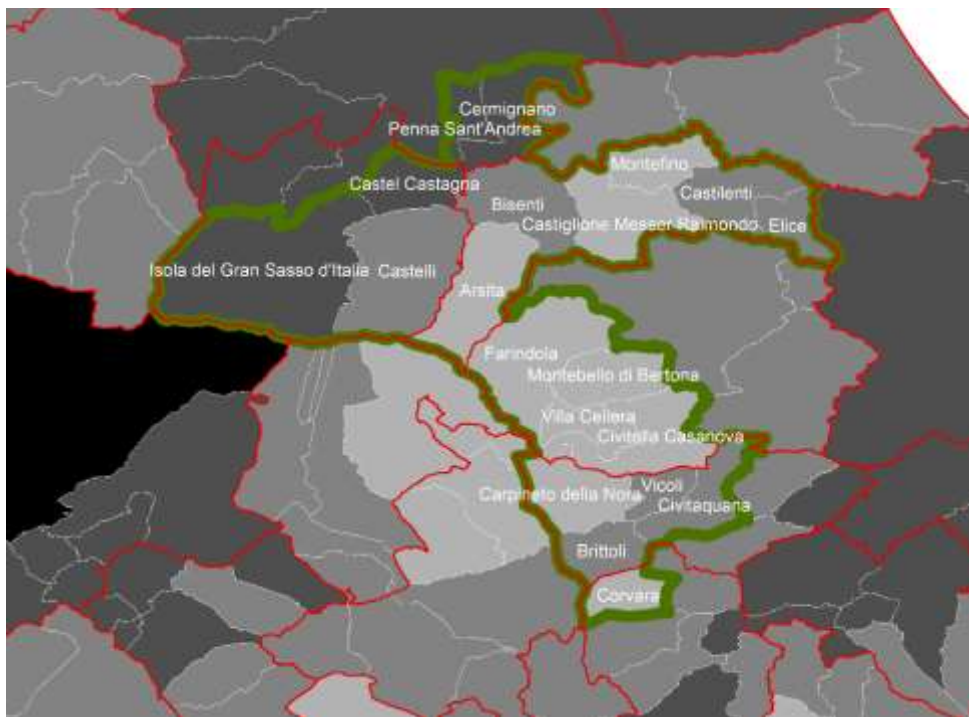 Cermignano
Penna Sant'Andrea
Montefino
Castel Castagna
Castilenti
Bisenti
Castiglione Messer Raimondo
Elice
Isola del Gran Sasso d'Italia
Castelli
Arsita
Farindola
Montebello di Bertona
Villa Celiera
Civitella Casanova
Vicoli
Carpineto della Nora
Civitaquana
Brittoli
Corvara